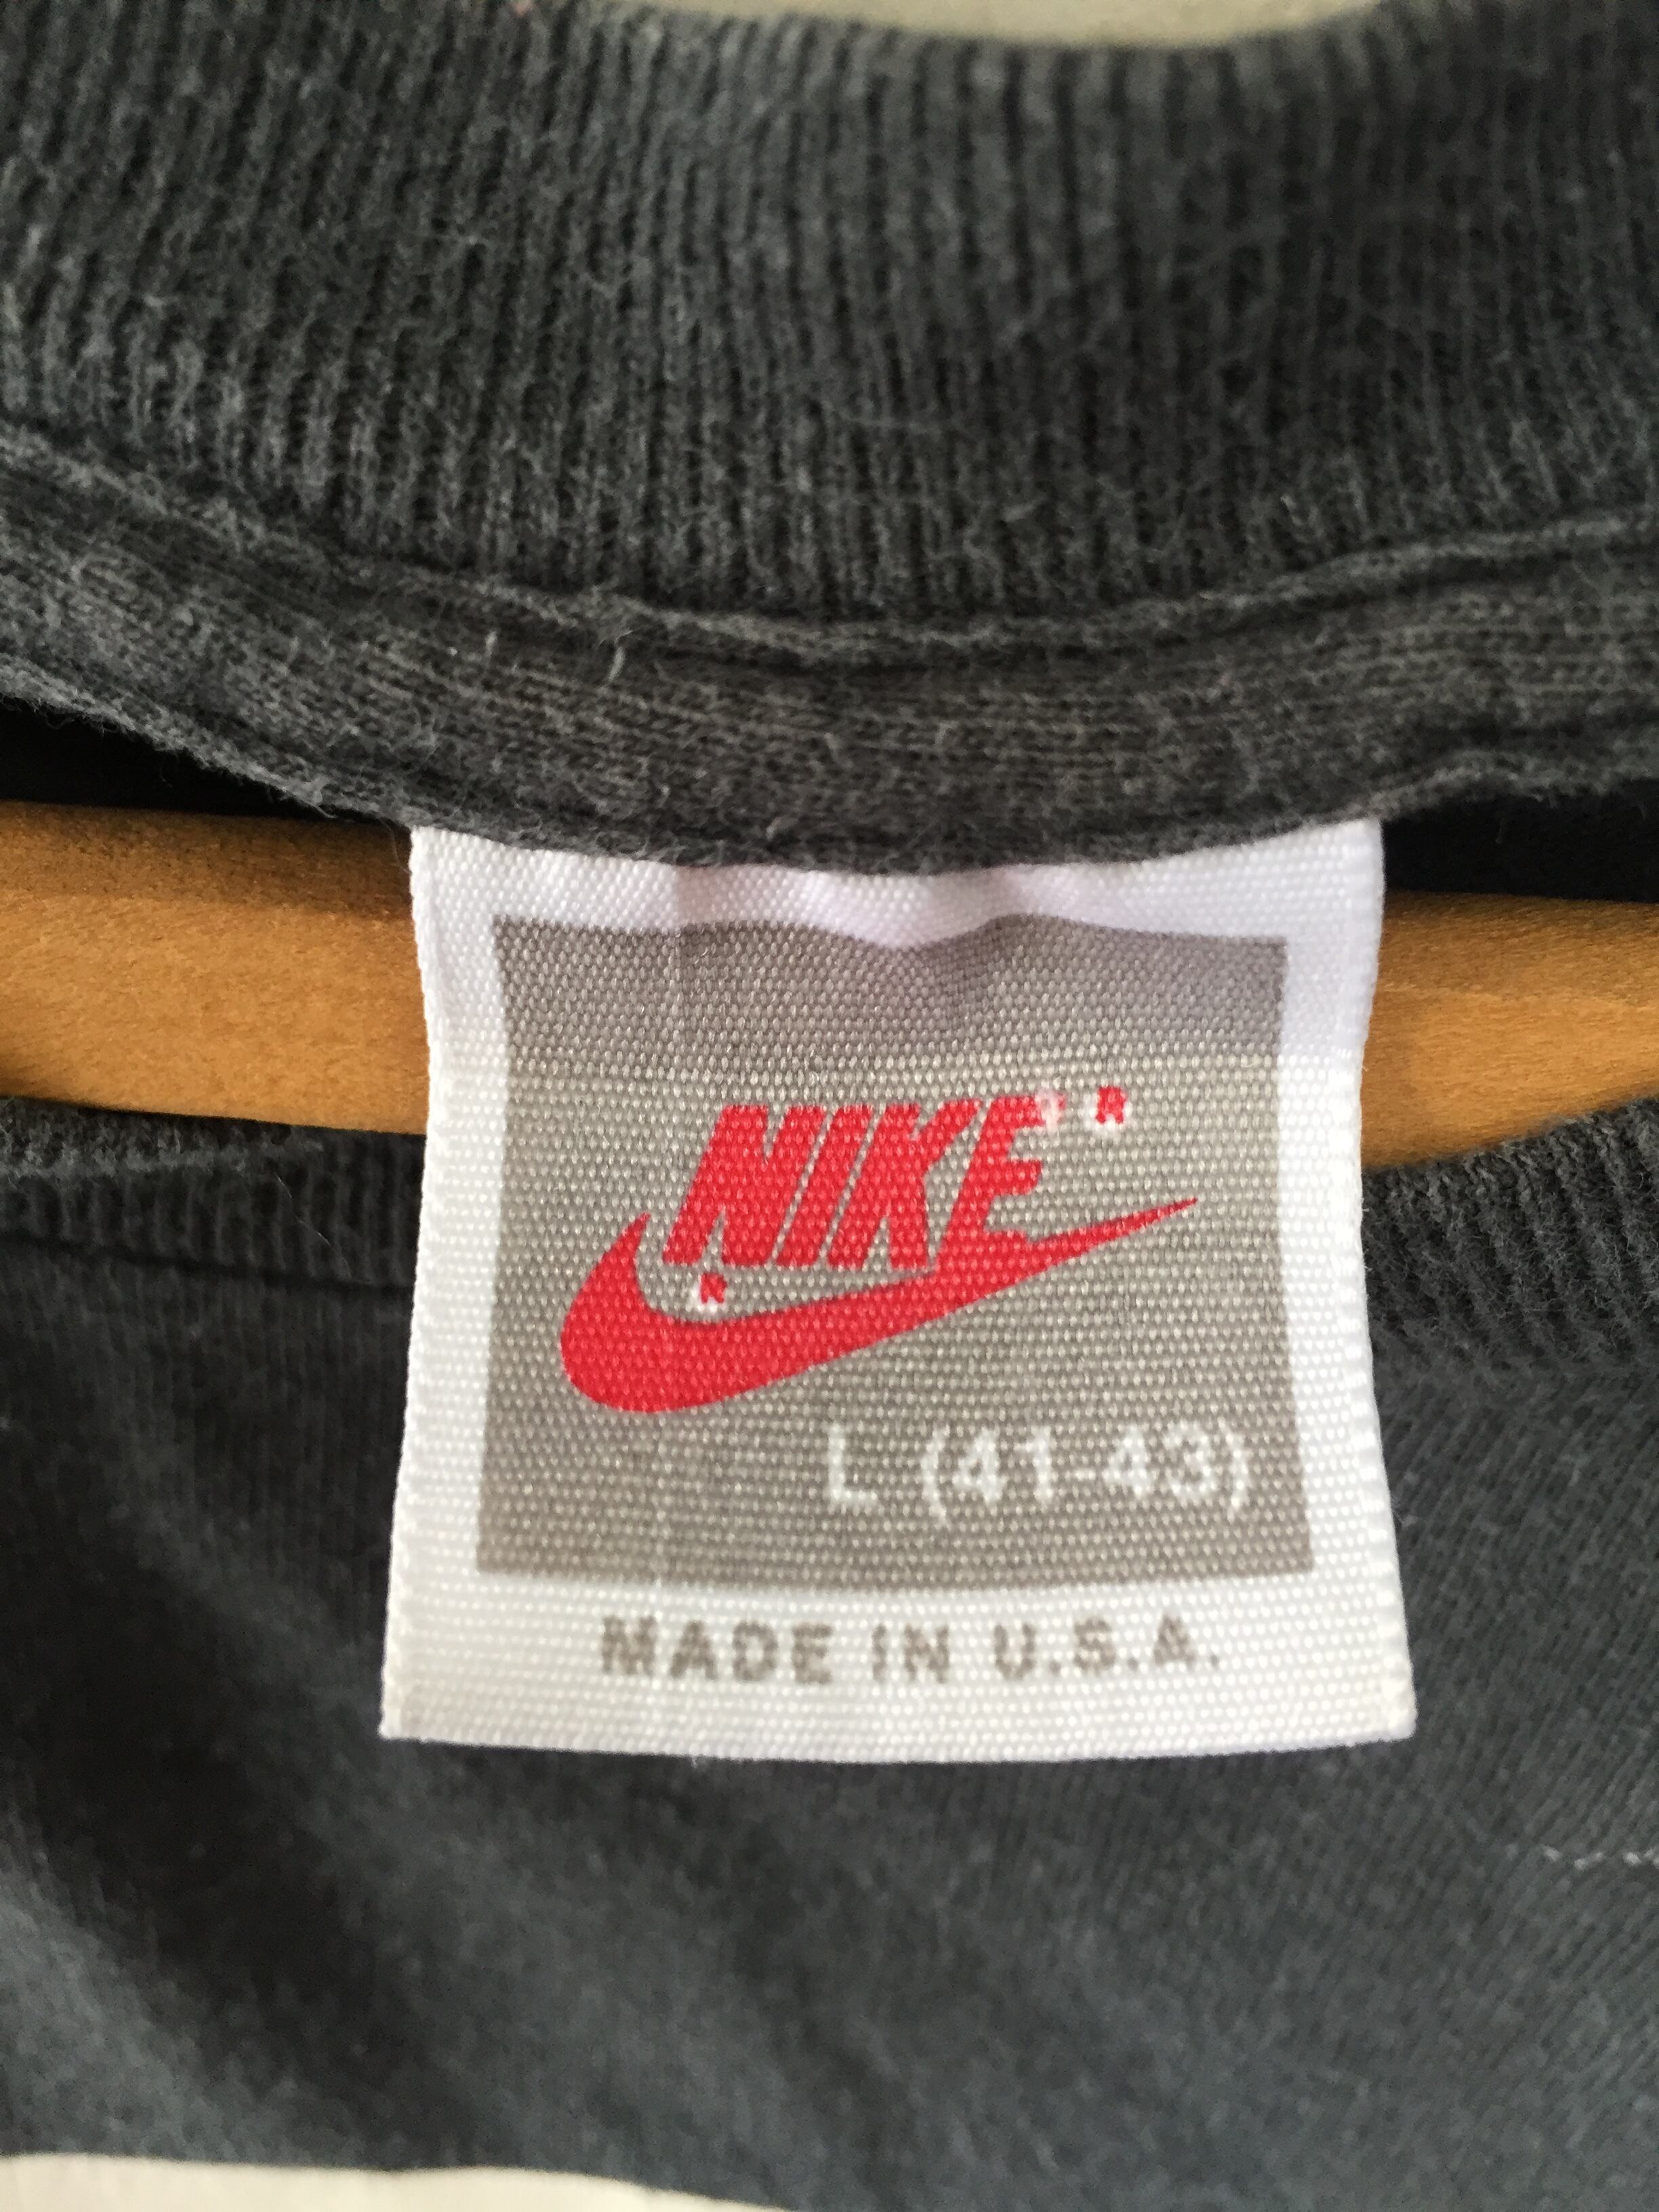 NIKE R
R
L (41-43)
MADE IN U.S.A.